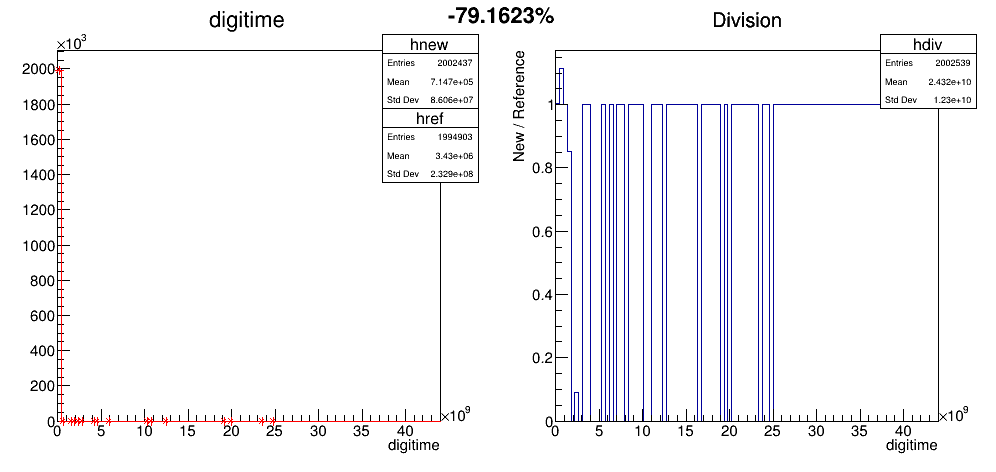 -79.1623%
digitime
×10³
hnew
Entries 2002437
Mean 7.147e+05
Std Dev 8.606e+07
href
Entries 1994903
Mean 3.43e+06
Std Dev 2.329e+08
2000
1800
1600
1400
1200
1000
800
600
400
200
0
0 5 10 15 20 25 30 35 40
×10⁹
digitime
Division
hdiv
Entries 2002539
Mean 2.432e+10
Std Dev 1.23e+10
New / Reference
1
0.8
0.6
0.4
0.2
0
0 5 10 15 20 25 30 35 40
×10⁹
digitime